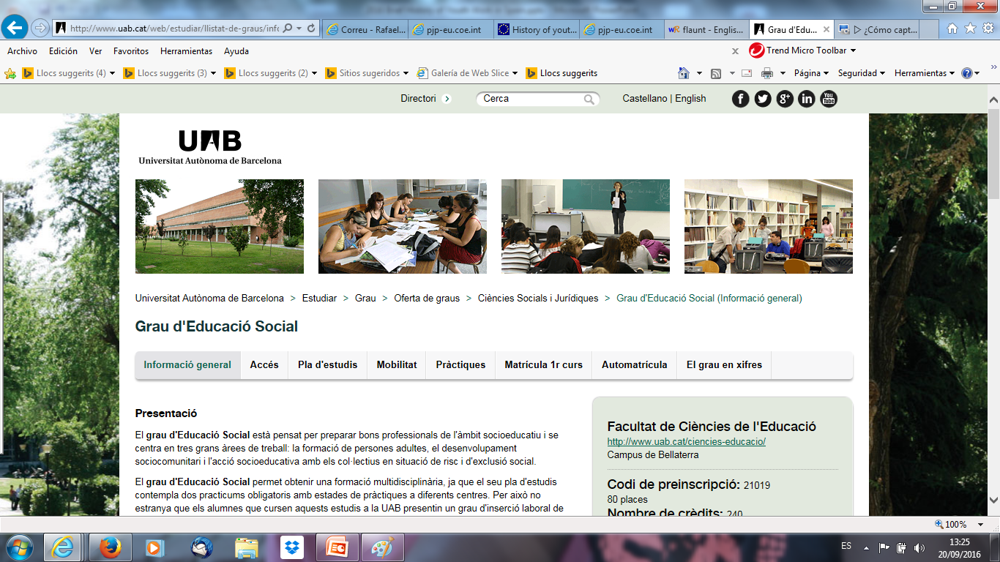 http://www.uab.cat/web/estudiar/llistat-de-graus/info
Correu - Rafael...
pjp-eu.coe.int
History of yout...
pjp-eu.coe.int
wR flaunt - Englis...
Grau d'Edu...
¿Cómo capt...
Archivo Edición Ver Favoritos Herramientas Ayuda
x Trend Micro Toolbar
Llocs suggerits (4) Llocs suggerits (3) Llocs suggerits (2) Sitios sugeridos Galería de Web Slice Llocs suggerits
Página Seguridad Herramientas
Directori Cerca Castellano | English
UAB
Universitat Autònoma de Barcelona
Universitat Autònoma de Barcelona > Estudiar > Grau > Oferta de graus > Ciències Socials i Jurídiques > Grau d'Educació Social (Informació general)
Grau d'Educació Social
Informació general Accés Pla d'estudis Mobilitat Pràctiques Matrícula 1r curs Automatrícula El grau en xifres
Presentació
El grau d'Educació Social està pensat per preparar bons professionals de l'àmbit socioeducatiu i se
centra en tres grans àrees de treball: la formació de persones adultes, el desenvolupament
sociocomunitari i l'acció socioeducativa amb els col·lectius en situació de risc i d'exclusió social.
El grau d'Educació Social permet obtenir una formació multidisciplinària, ja que el seu pla d'estudis
contempla dos practicums obligatoris amb estades de pràctiques a diferents centres. Per això no
estranya que els alumnes que cursen aquests estudis a la UAB presentin un grau d'inserció laboral de
Facultat de Ciències de l'Educació
http://www.uab.cat/ciencies-educacio/
Campus de Bellaterra
Codi de preinscripció: 21019
80 places
Nombre de crèdits: 240
100%
ES
13:25
20/09/2016